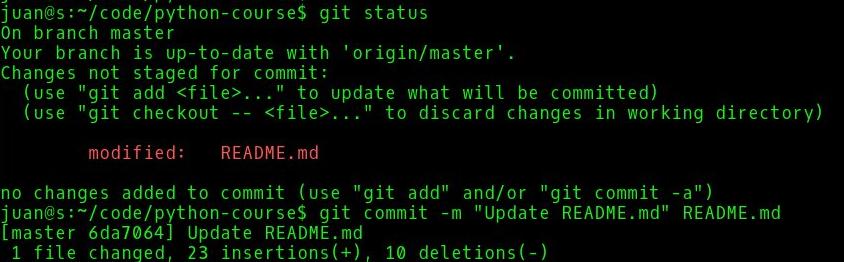 juan@s:~/code/python-course$ git status
On branch master
Your branch is up-to-date with 'origin/master'.
Changes not staged for commit:
  (use "git add <file>..." to update what will be committed)
  (use "git checkout -- <file>..." to discard changes in working directory)

        modified:   README.md

no changes added to commit (use "git add" and/or "git commit -a")
juan@s:~/code/python-course$ git commit -m "Update README.md" README.md
[master 6da7064] Update README.md
 1 file changed, 23 insertions(+), 10 deletions(-)